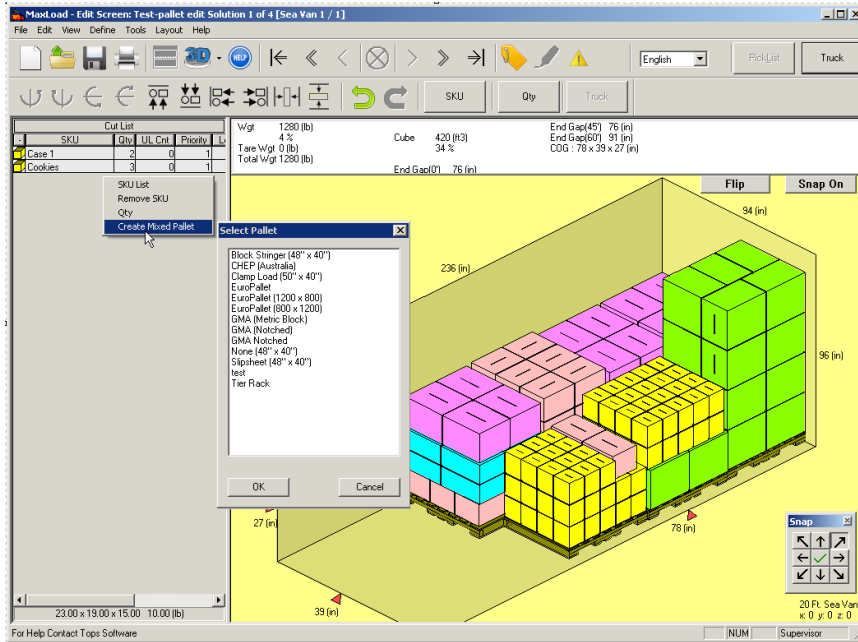 MaxLoad - Edit Screen: Test-pallet edit Solution 1 of 4 [Sea Van 1 / 1]
File Edit View Define Tools Layout Help
3D HELP English PickList Truck
SKU Qty Truck
Cut List
SKU Qty UL Cnt Priority
Case 1 2 0 1
Cookies 3 0 1
Wgt 1280 (lb)
4 %
Tare Wgt 0 (lb)
Total Wgt 1280 (lb)
Cube 420 (ft3)
34 %
End Gap(0') 76 (in)
End Gap(45') 76 (in)
End Gap(60') 91 (in)
COG : 78 x 39 x 27 (in)
Flip Snap On
SKU List
Remove SKU
Qty
Create Mixed Pallet
Select Pallet
Block Stringer (48" x 40")
CHEP (Australia)
Clamp Load (50" x 40")
EuroPallet
EuroPallet (1200 x 800)
EuroPallet (800 x 1200)
GMA (Metric Block)
GMA (Notched)
GMA Notched
None (48" x 40")
Slipsheet (48" x 40")
test
Tier Rack
OK Cancel
94 (in)
236 (in)
96 (in)
27 (in)
78 (in)
39 (in)
Snap
20 Ft. Sea Van
x: 0 y: 0 z: 0
23.00 x 19.00 x 15.00 10.00 (lb)
For Help Contact Tops Software
NUM Supervisor